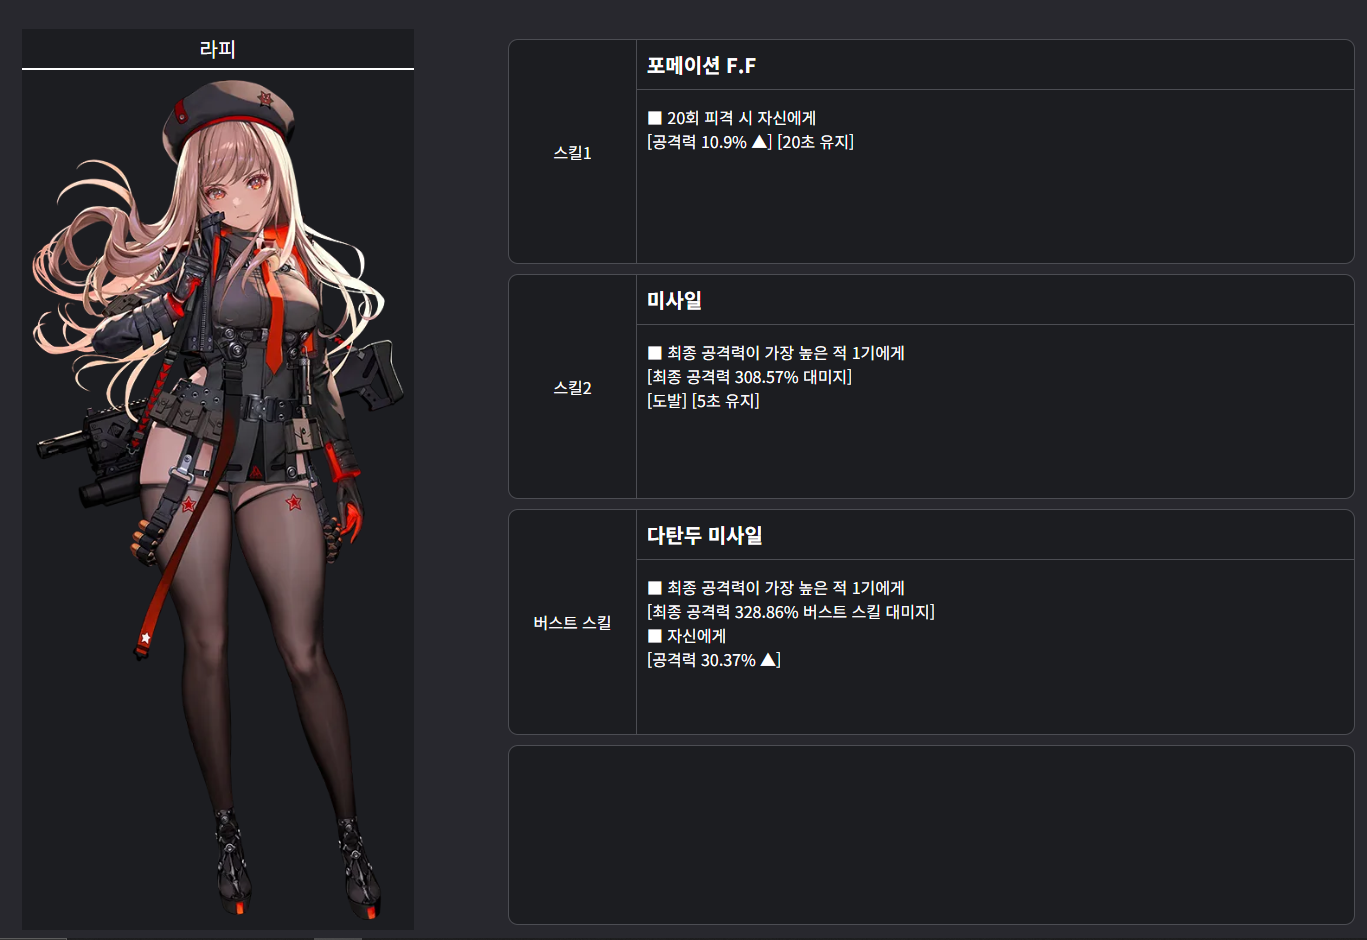 라피
스킬1
포메이션 F.F
■ 20회 피격 시 자신에게
[공격력 10.9% ▲] [20초 유지]
스킬2
미사일
■ 최종 공격력이 가장 높은 적 1기에게
[최종 공격력 308.57% 대미지]
[도발] [5초 유지]
버스트 스킬
다탄두 미사일
■ 최종 공격력이 가장 높은 적 1기에게
[최종 공격력 328.86% 버스트 스킬 대미지]
■ 자신에게
[공격력 30.37% ▲]